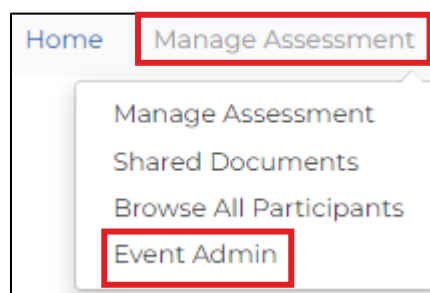 Home Manage Assessment
Manage Assessment
Shared Documents
Browse All Participants
Event Admin